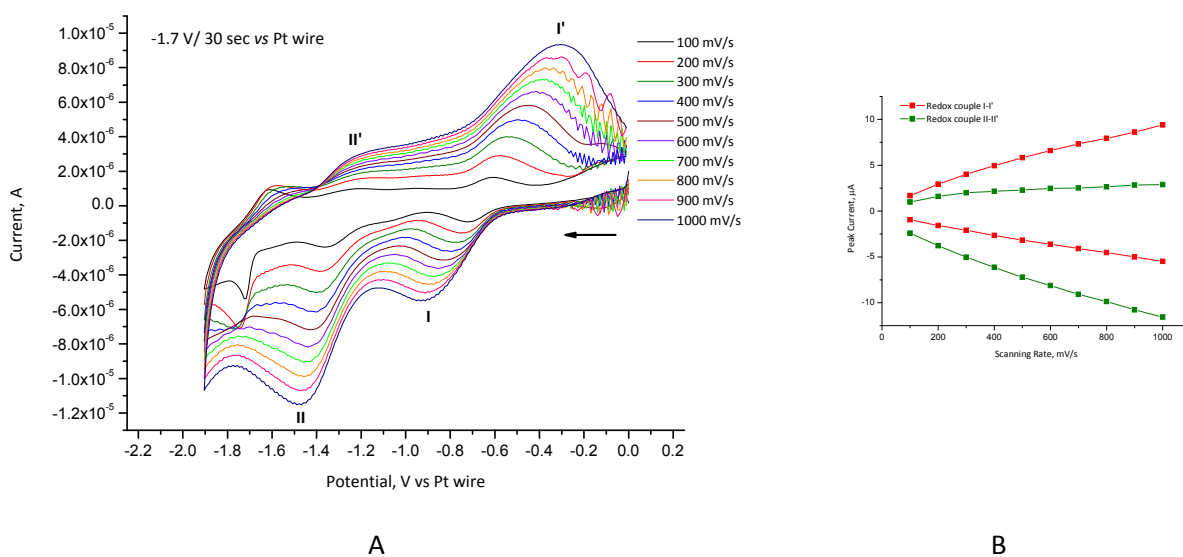 -1.7 V/ 30 sec vs Pt wire
I'
II'
I
II
100 mV/s
200 mV/s
300 mV/s
400 mV/s
500 mV/s
600 mV/s
700 mV/s
800 mV/s
900 mV/s
1000 mV/s
1.0x10⁻⁵
8.0x10⁻⁶
6.0x10⁻⁶
4.0x10⁻⁶
2.0x10⁻⁶
0.0
-2.0x10⁻⁶
-4.0x10⁻⁶
-6.0x10⁻⁶
-8.0x10⁻⁶
-1.0x10⁻⁵
-1.2x10⁻⁵
Current, A
-2.2 -2.0 -1.8 -1.6 -1.4 -1.2 -1.0 -0.8 -0.6 -0.4 -0.2 0.0 0.2
Potential, V vs Pt wire
A
Redox couple I-I'
Redox couple II-II'
10
5
0
-5
-10
Peak Current, µA
0 200 400 600 800 1000
Scanning Rate, mV/s
B